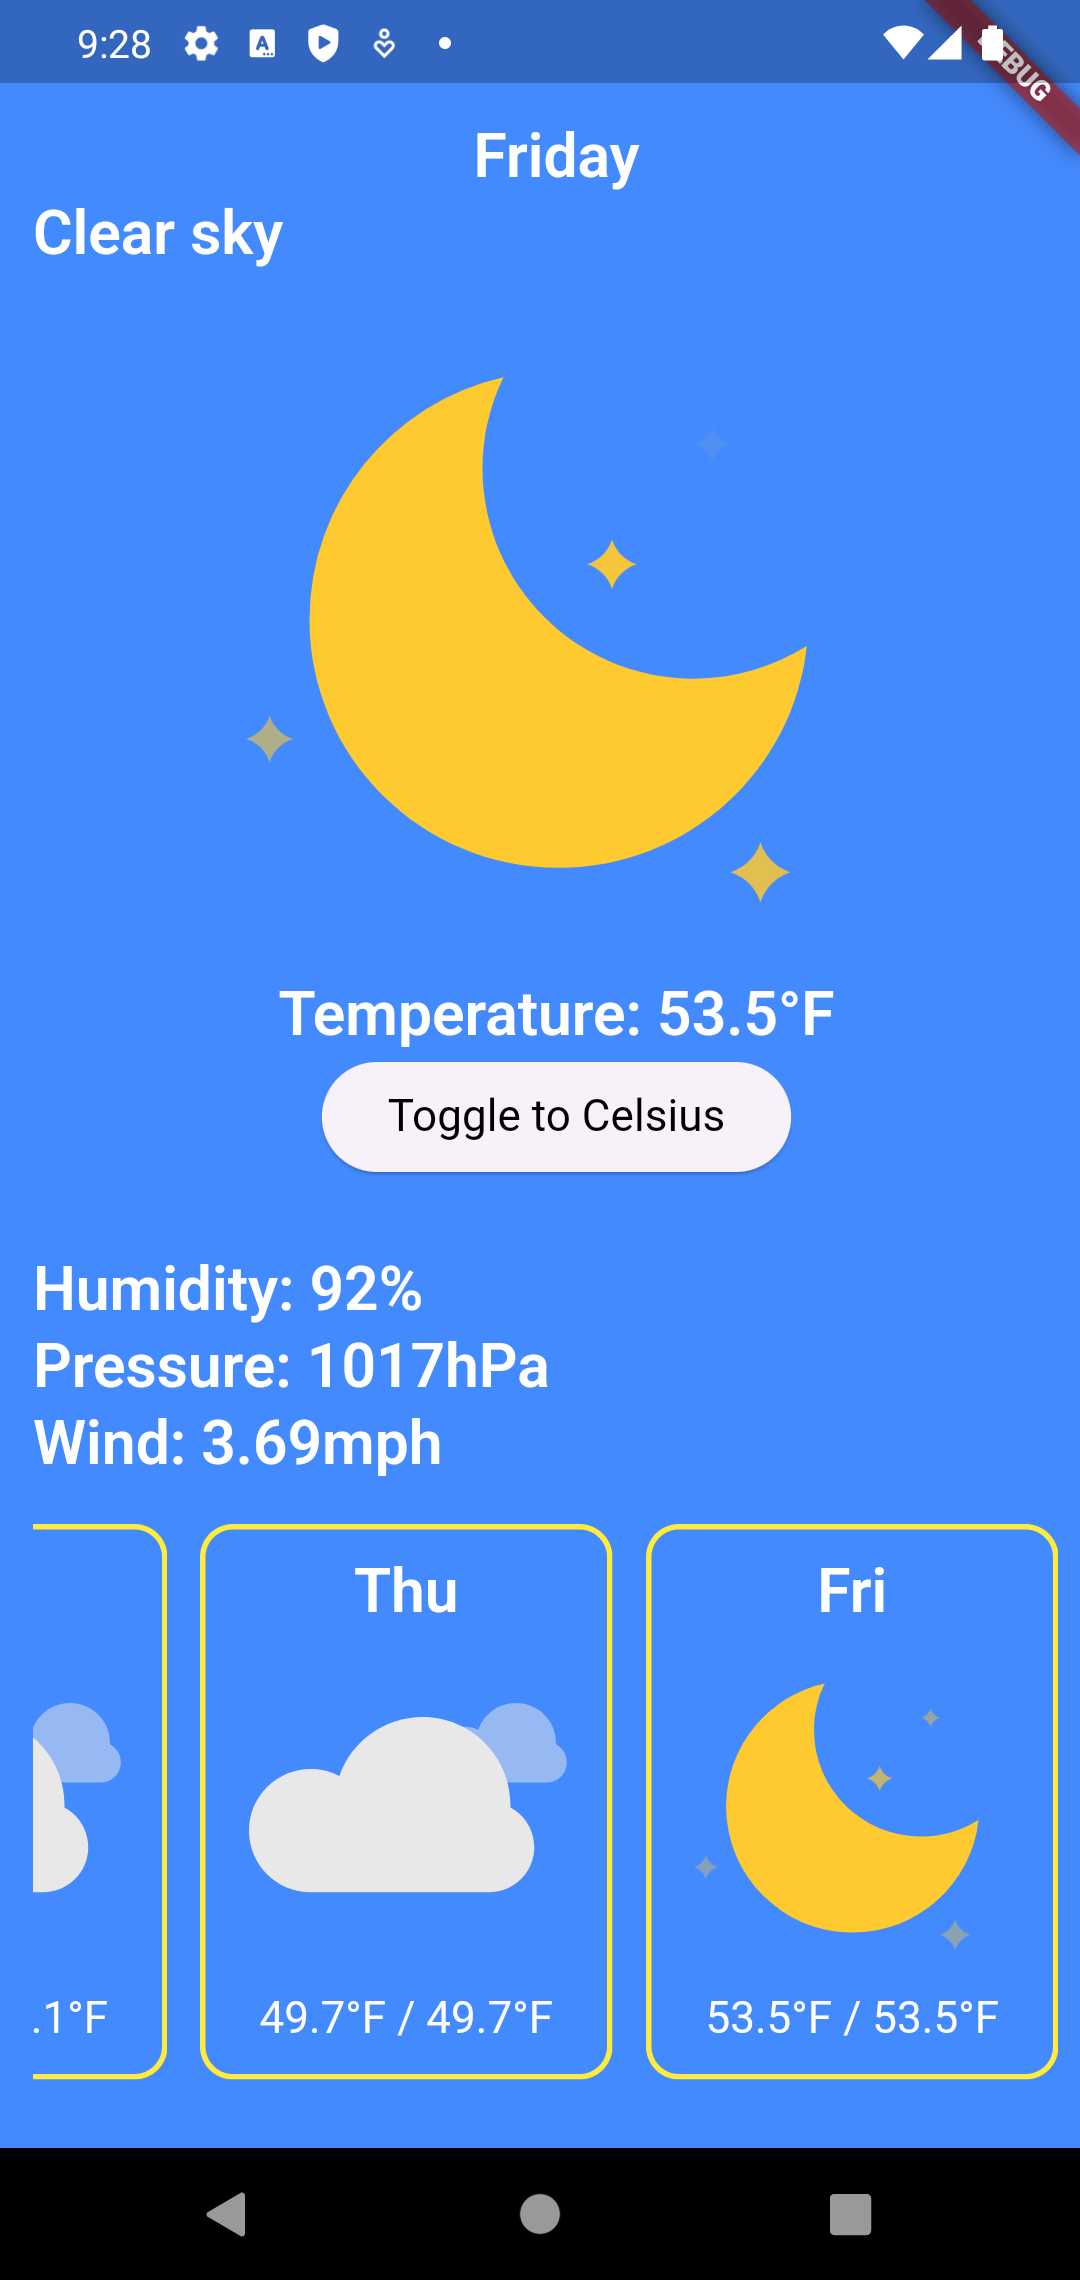 9:28
DEBUG
Friday
Clear sky
Temperature: 53.5°F
Toggle to Celsius
Humidity: 92%
Pressure: 1017hPa
Wind: 3.69mph
Thu
Fri
.1°F
49.7°F / 49.7°F
53.5°F / 53.5°F